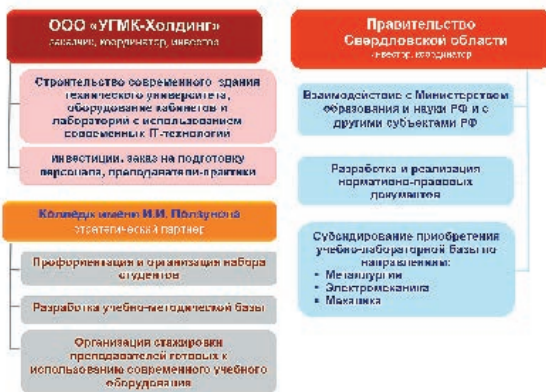 ООО «УГМК-Холдинг»
заказчик, координатор, инвестор
Строительство современного здания
технического университета,
оборудование кабинетов и
лабораторий с использованием
современных IT-технологий
инвестиции, заказ на подготовку
персонала, преподаватели-практики
Колледж имени И.И. Ползунова
стратегический партнер
Профориентация и организация набора
студентов
Разработка учебно-методической базы
Организация стажировки
преподавателей готовых к
использованию современного учебного
оборудования
Правительство
Свердловской области
инвестор, координатор
Взаимодействие с Министерством
образования и науки РФ и с
другими субъектами РФ
Разработка и реализация
нормативно-правовых
документов
Субсидирование приобретения
учебно-лабораторной базы по
направлениям:
• Металлургия
• Электромеханика
• Механика